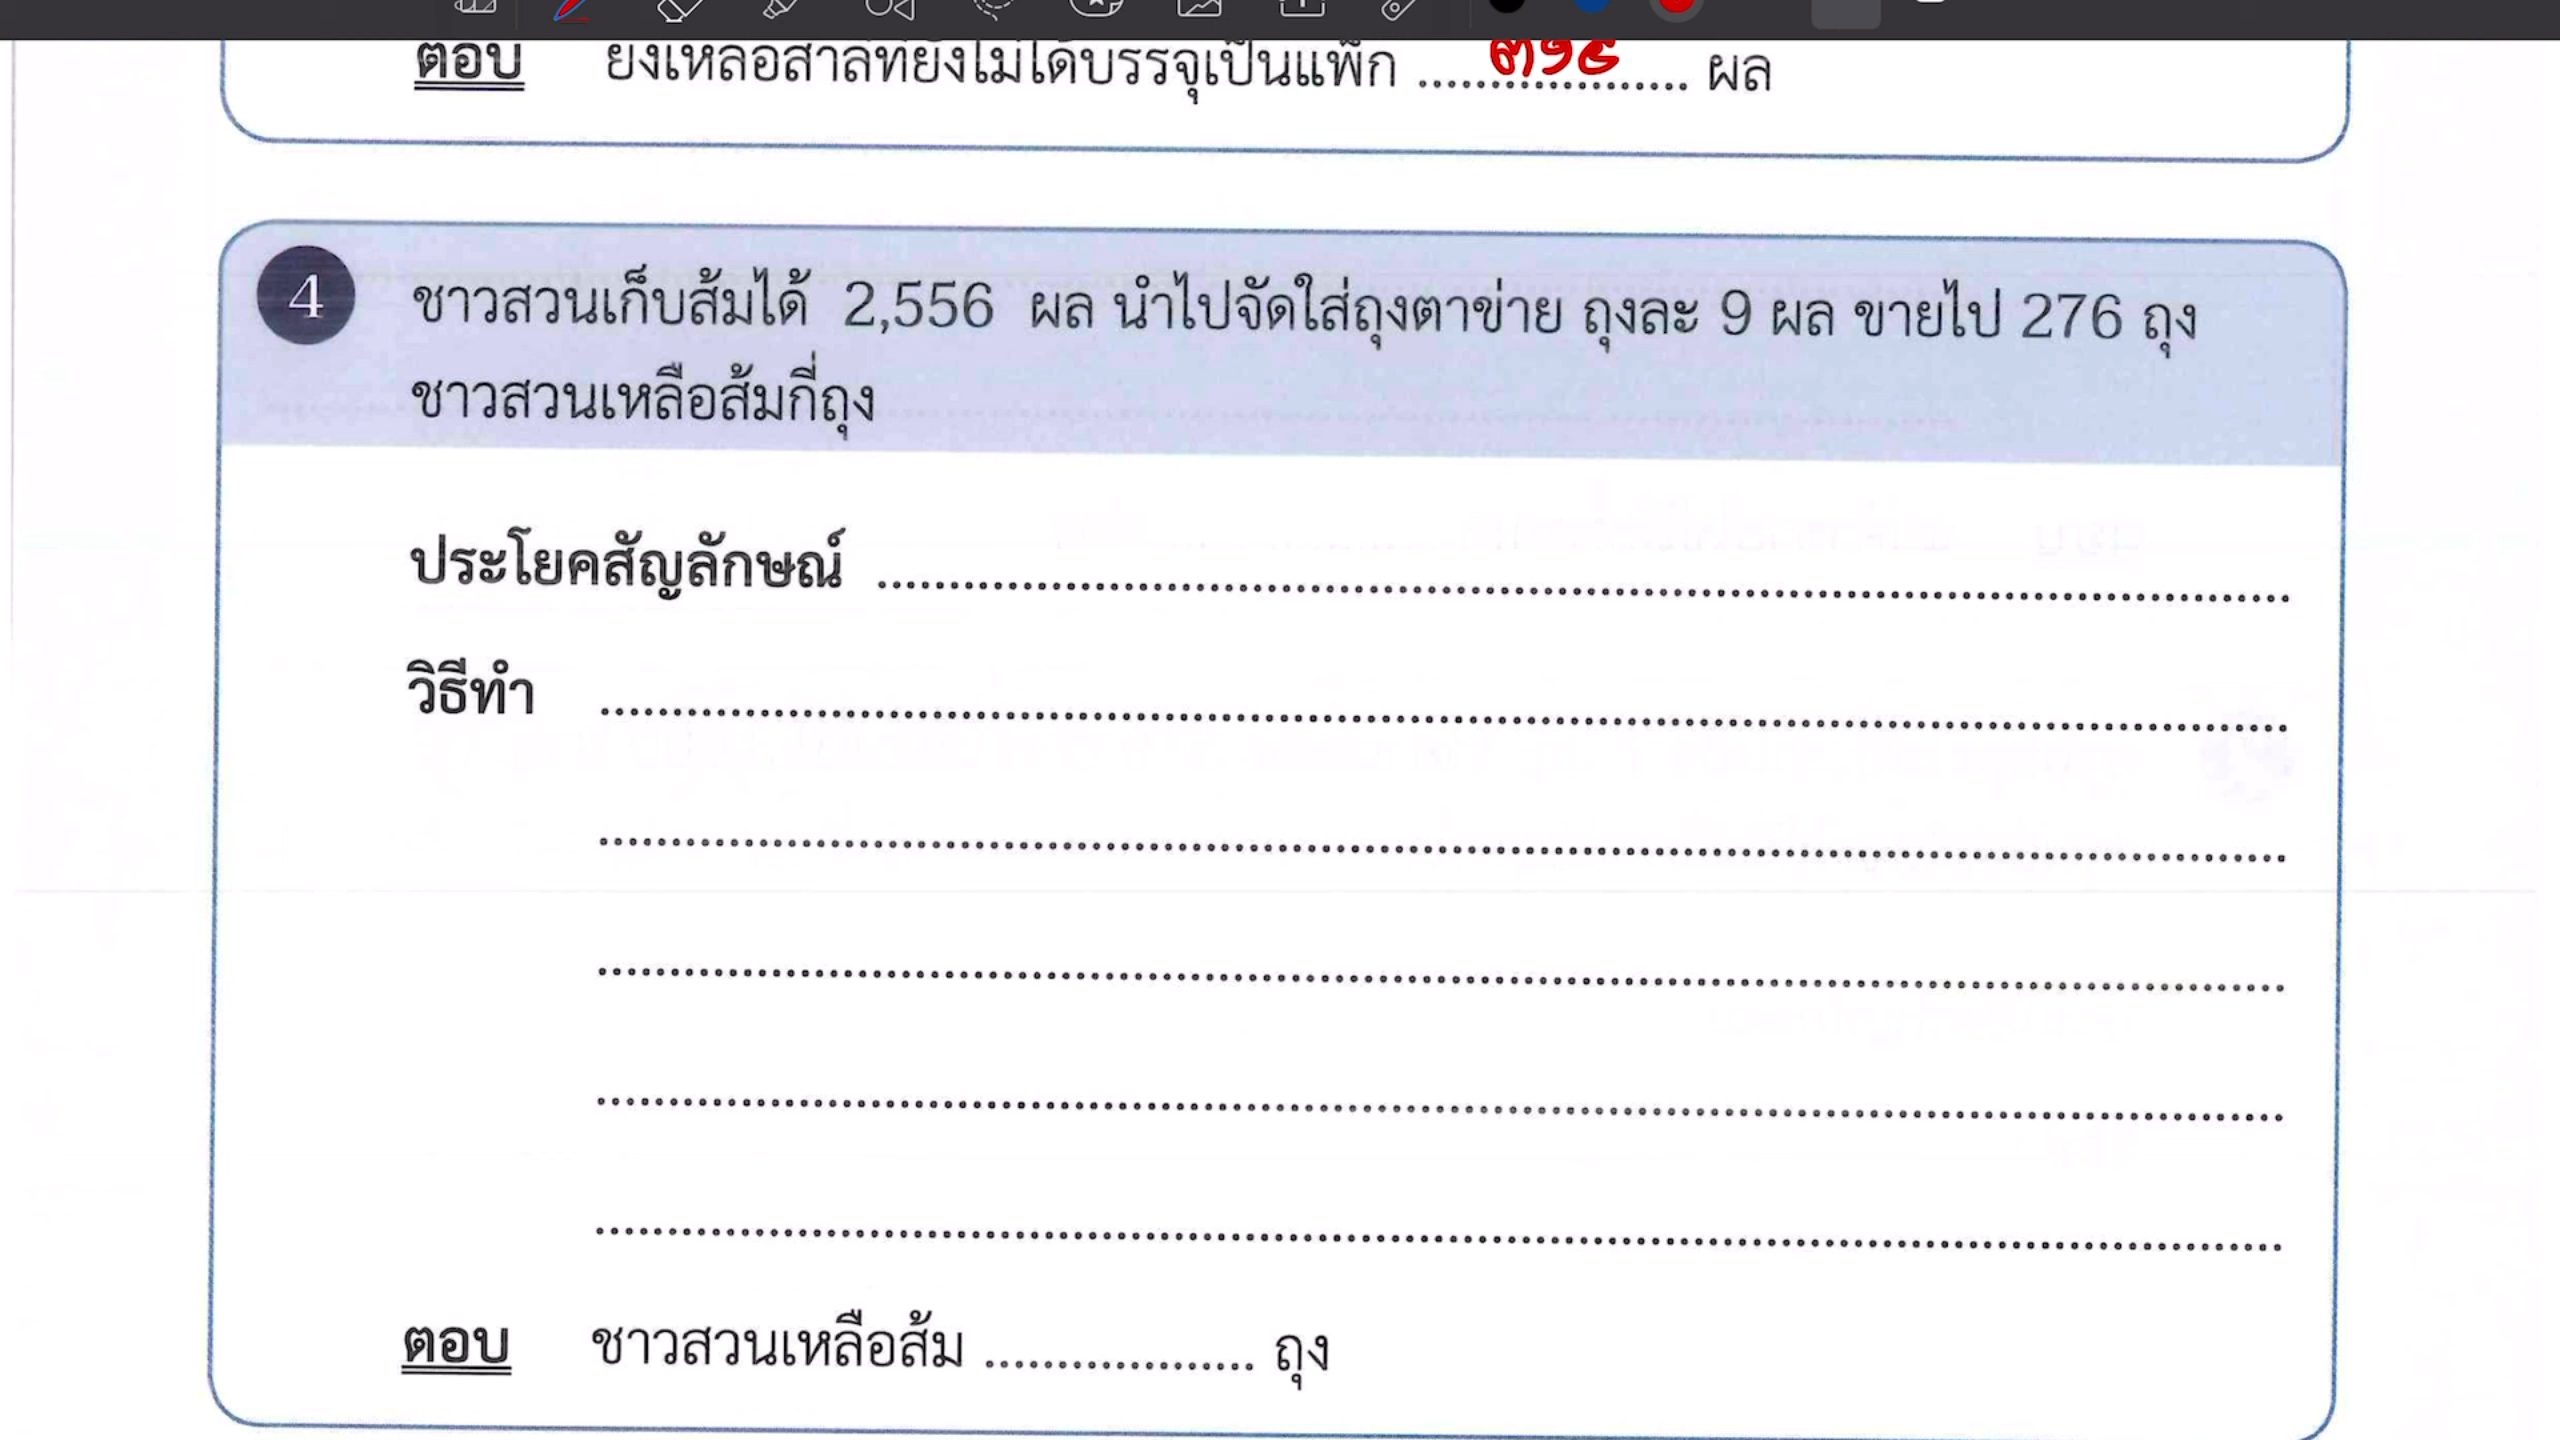 ตอบ ยังเหลือสาลี่ที่ยังไม่ได้บรรจุเป็นแพ็ก .................. ๓๑๕ ผล
4 ชาวสวนเก็บส้มได้ 2,556 ผล นำไปจัดใส่ถุงตาข่าย ถุงละ 9 ผล ขายไป 276 ถุง
ชาวสวนเหลือส้มกี่ถุง
ประโยคสัญลักษณ์ ..................
วิธีทำ ..................
ตอบ ชาวสวนเหลือส้ม .................. ถุง